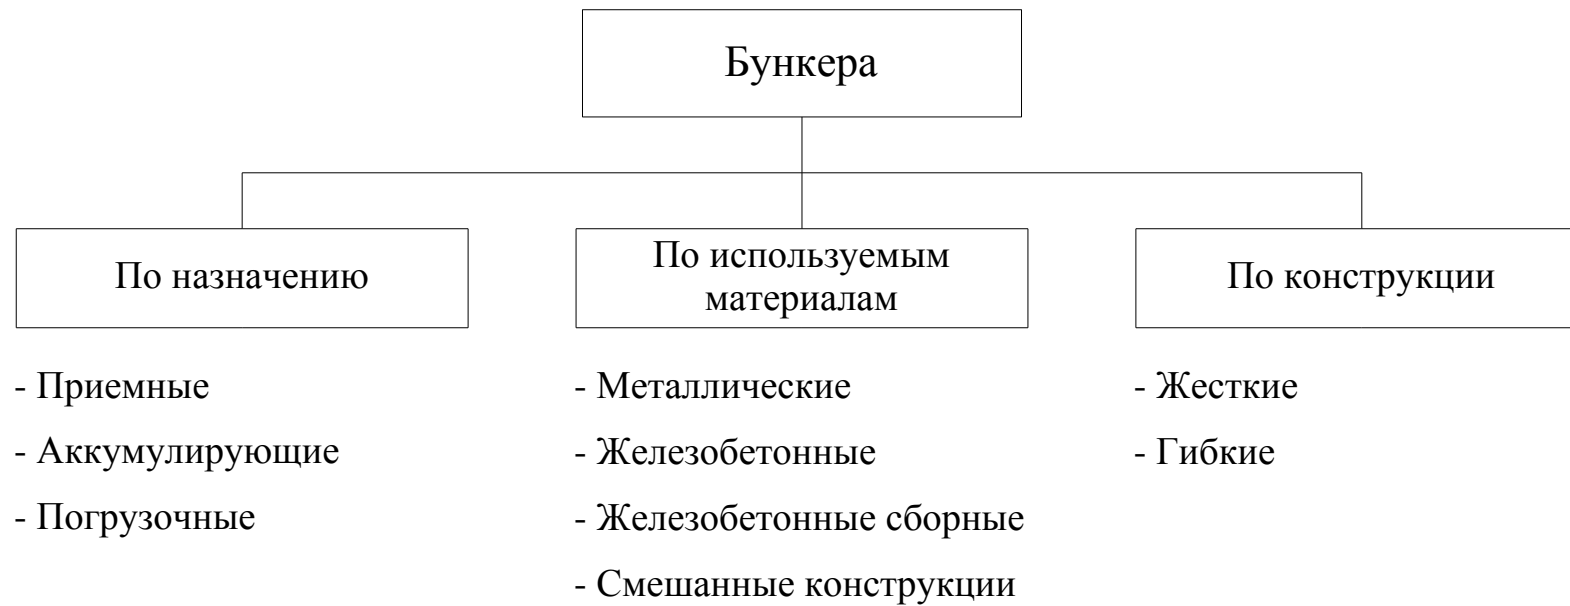 Бункера
По назначению
По используемым
материалам
По конструкции
- Приемные
- Аккумулирующие
- Погрузочные
- Металлические
- Железобетонные
- Железобетонные сборные
- Смешанные конструкции
- Жесткие
- Гибкие